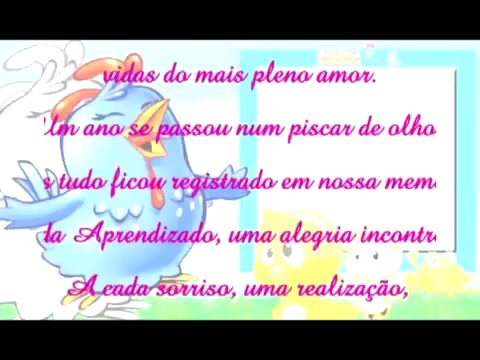 vidas do mais pleno amor.
m ano se passou num piscar de olho
s tudo ficou registrado em nossa mem
da Aprendizado, uma alegria incontr
A cada sorriso, uma realização,